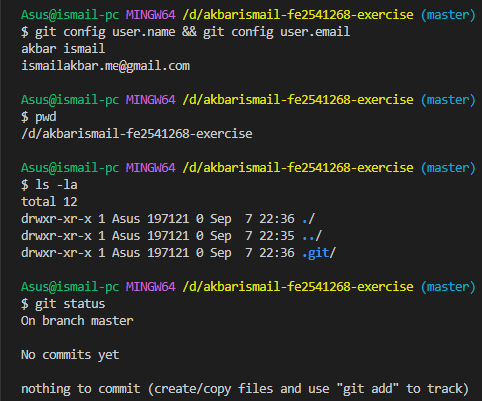 Asus@ismail-pc MINGW64 /d/akbarismail-fe2541268-exercise (master)
$ git config user.name && git config user.email
akbar ismail
ismailakbar.me@gmail.com

Asus@ismail-pc MINGW64 /d/akbarismail-fe2541268-exercise (master)
$ pwd
/d/akbarismail-fe2541268-exercise

Asus@ismail-pc MINGW64 /d/akbarismail-fe2541268-exercise (master)
$ ls -la
total 12
drwxr-xr-x 1 Asus 197121 0 Sep  7 22:36 ./
drwxr-xr-x 1 Asus 197121 0 Sep  7 22:35 ../
drwxr-xr-x 1 Asus 197121 0 Sep  7 22:36 .git/

Asus@ismail-pc MINGW64 /d/akbarismail-fe2541268-exercise (master)
$ git status
On branch master

No commits yet

nothing to commit (create/copy files and use "git add" to track)